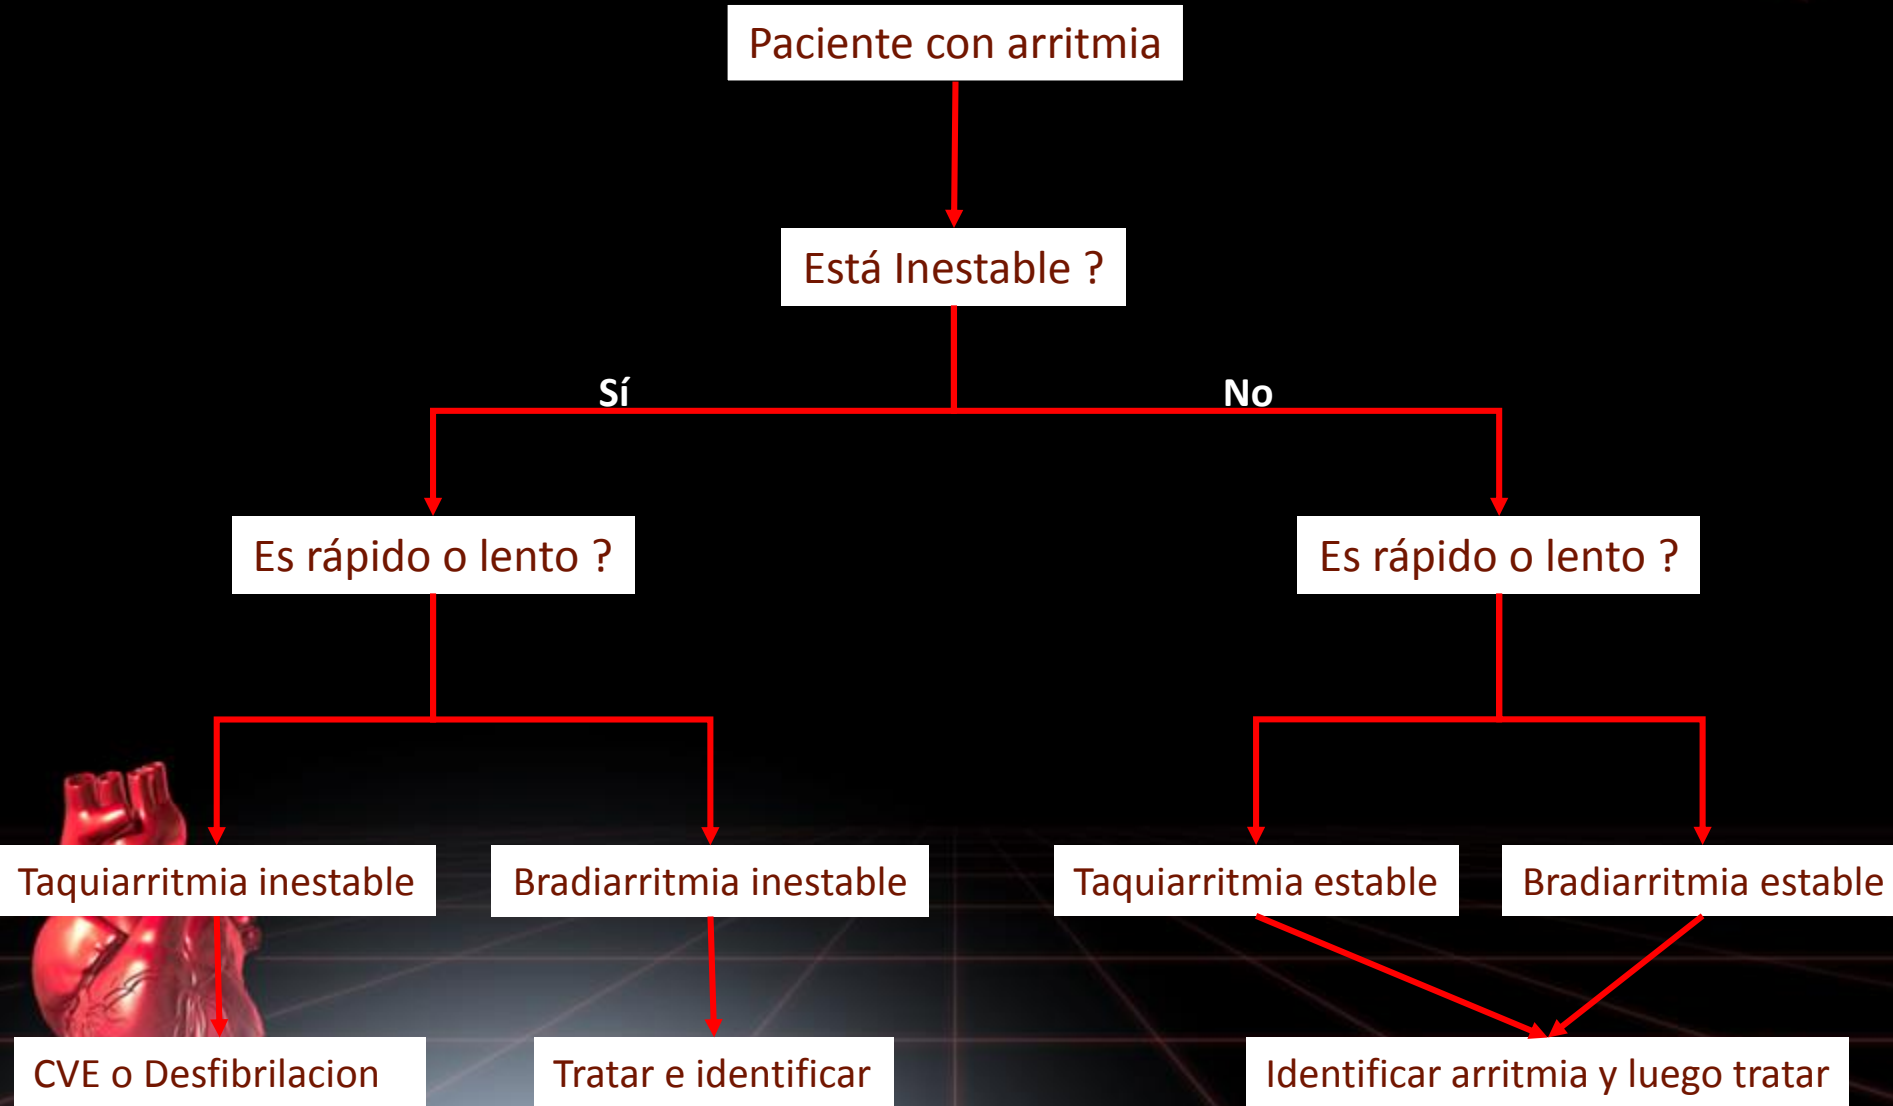 Paciente con arritmia
Está Inestable ?
Sí
No
Es rápido o lento ?
Es rápido o lento ?
Taquiarritmia inestable
Bradiarritmia inestable
Taquiarritmia estable
Bradiarritmia estable
CVE o Desfibrilacion
Tratar e identificar
Identificar arritmia y luego tratar